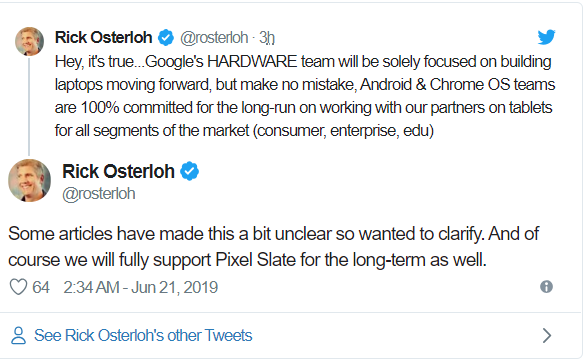 Rick Osterloh @rosterloh · 3h
Hey, it's true...Google's HARDWARE team will be solely focused on building
laptops moving forward, but make no mistake, Android & Chrome OS teams
are 100% committed for the long-run on working with our partners on tablets
for all segments of the market (consumer, enterprise, edu)
Rick Osterloh
@rosterloh
Some articles have made this a bit unclear so wanted to clarify. And of
course we will fully support Pixel Slate for the long-term as well.
64 2:34 AM - Jun 21, 2019
See Rick Osterloh's other Tweets